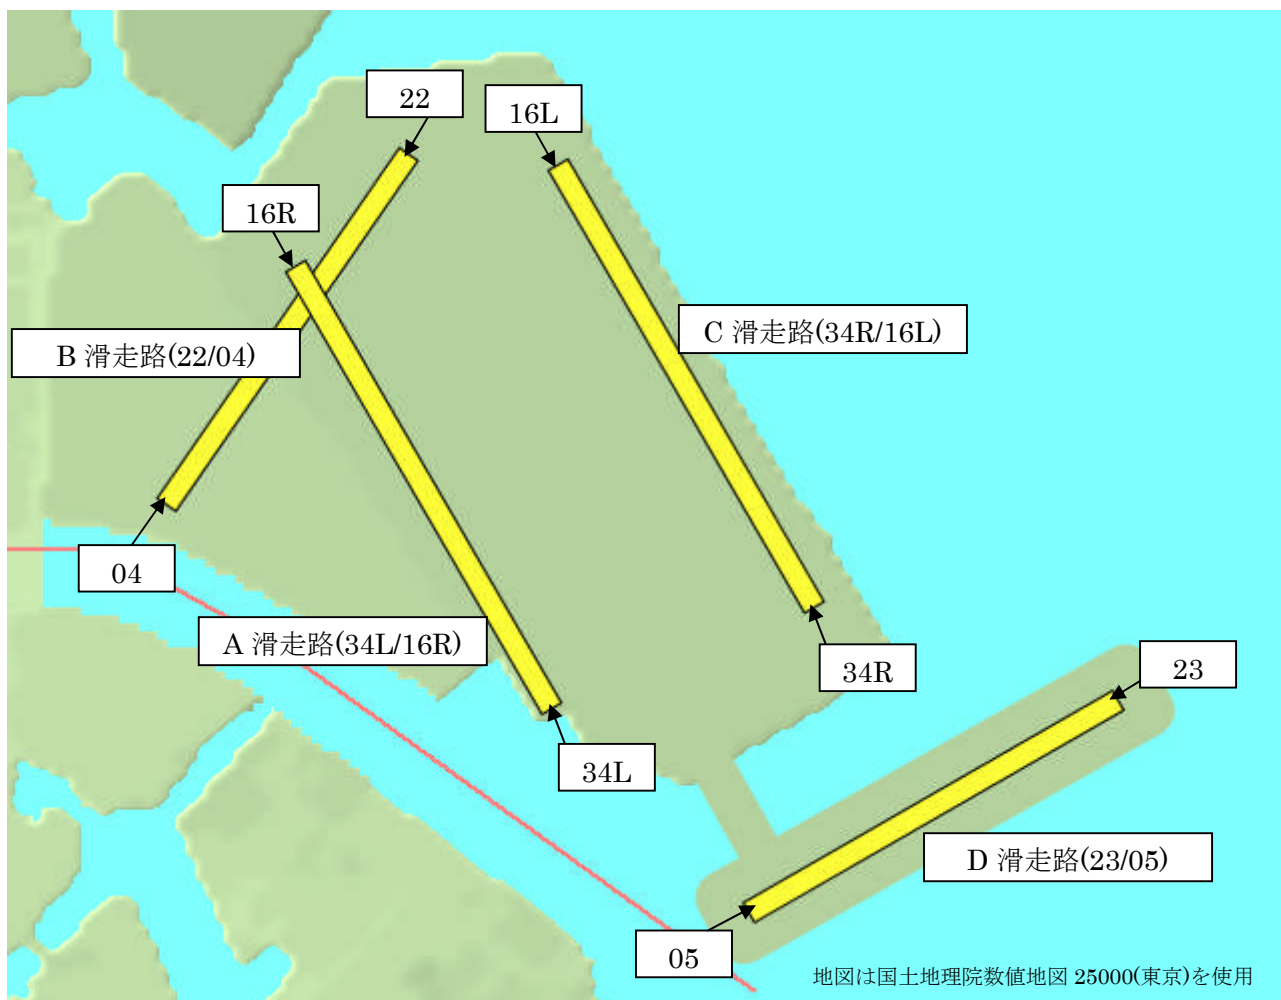 22
16L
16R
C 滑走路(34R/16L)
B 滑走路(22/04)
04
A 滑走路(34L/16R)
34R
23
34L
D 滑走路(23/05)
05
地図は国土地理院数値地図 25000(東京)を使用